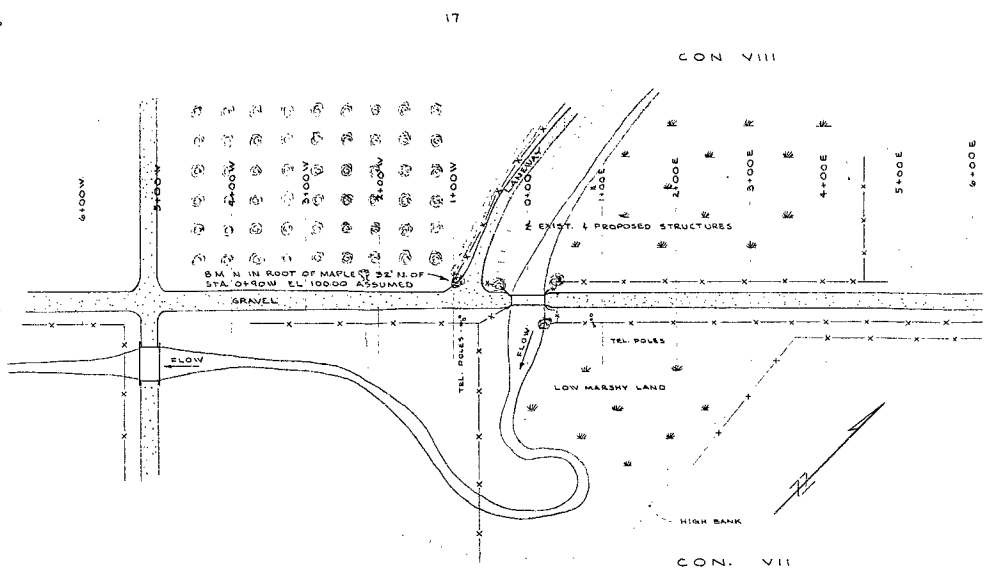 17
CON VIII
6+00W
5+00W
4+00W
3+00W
2+00W
1+00W
LANEWAY
0+00
1+00E
2+00E
3+00E
4+00E
5+00E
6+00E
EXIST. & PROPOSED STRUCTURES
B.M. N IN ROOT OF MAPLE 32' N. OF
STA. 0+90W EL 100.00 ASSUMED
GRAVEL
FLOW
TEL. POLES
FLOW
TEL. POLES
LOW MARSHY LAND
HIGH BANK
CON. VII